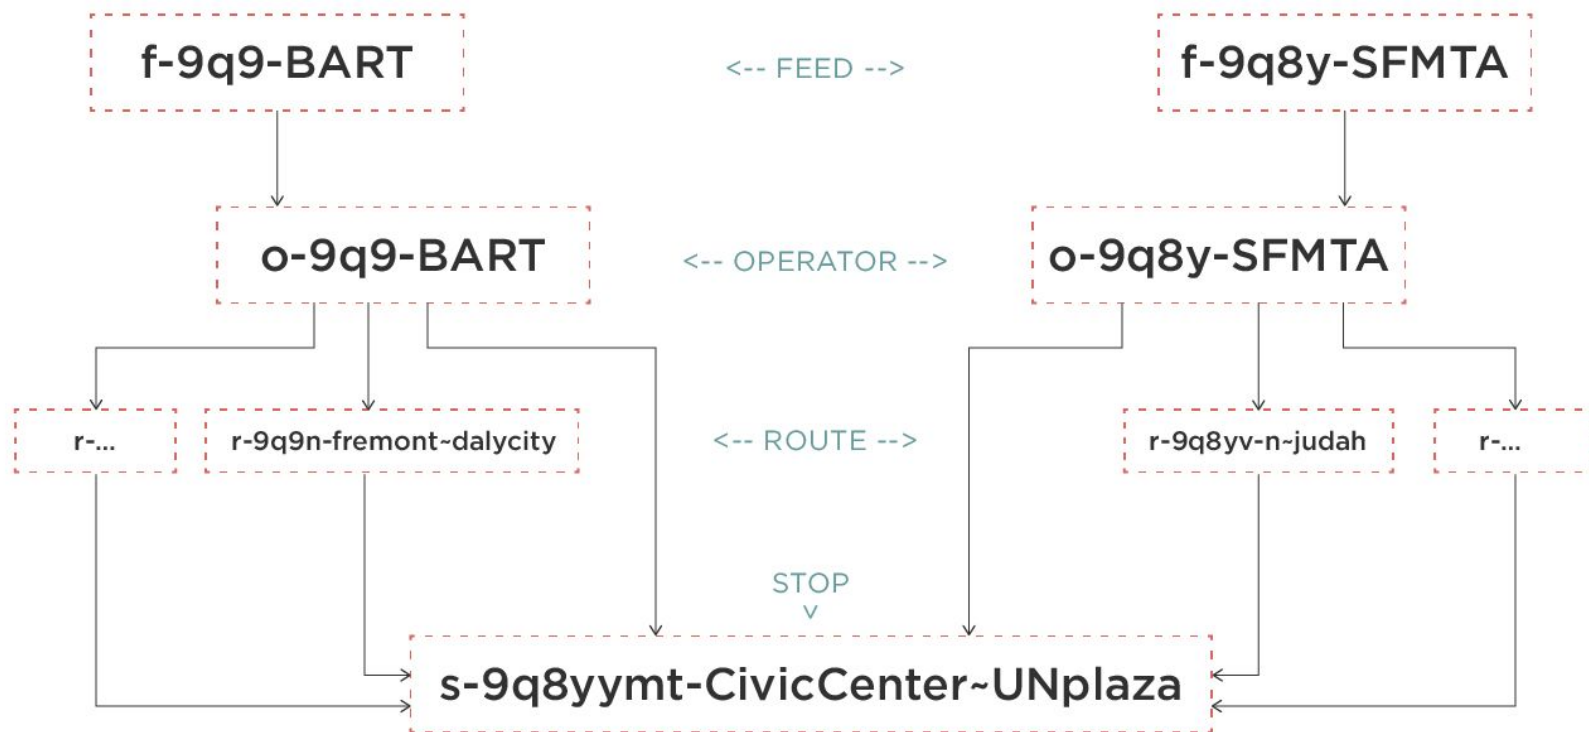 f-9q9-BART
<-- FEED -->
f-9q8y-SFMTA
o-9q9-BART
<-- OPERATOR -->
o-9q8y-SFMTA
r-...
r-9q9n-fremont~dalycity
<-- ROUTE -->
r-9q8yv-n~judah
r-...
STOP
v
s-9q8yymt-CivicCenter~UNplaza